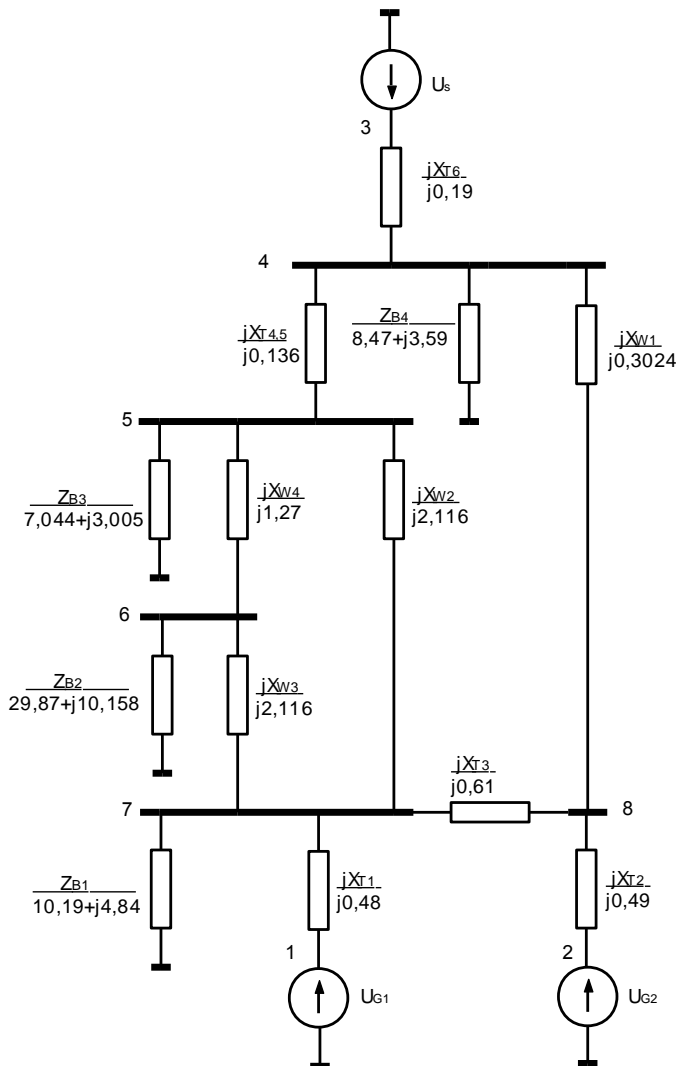 Us
3
jXT6
j0,19
4
jXT4,5
j0,136
ZB4
8,47+j3,59
jXW1
j0,3024
5
ZB3
7,044+j3,005
jXW4
j1,27
jXW2
j2,116
6
ZB2
29,87+j10,158
jXW3
j2,116
jXT3
j0,61
7
8
ZB1
10,19+j4,84
jXT1
j0,48
jXT2
j0,49
1
2
UG1
UG2